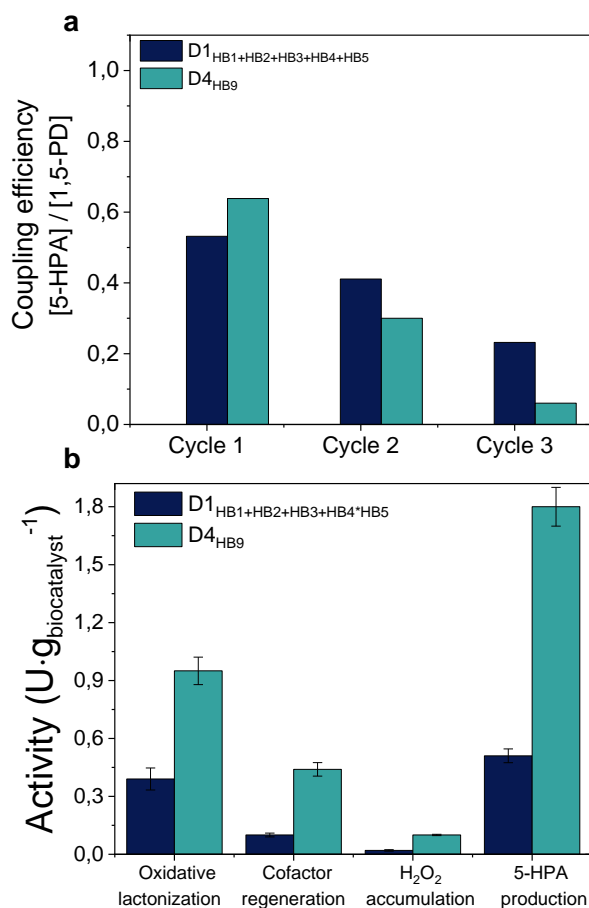 a
D1HB1+HB2+HB3+HB4+HB5
D4HB9
1,0
0,8
0,6
0,4
0,2
0,0
Coupling efficiency
[5-HPA] / [1,5-PD]
Cycle 1 Cycle 2 Cycle 3
b
D1HB1+HB2+HB3+HB4*HB5
D4HB9
1,8
1,5
1,2
0,9
0,6
0,3
0,0
Activity (U·gbiocatalyst-1)
Oxidative Cofactor H2O2 5-HPA
lactonization regeneration accumulation production